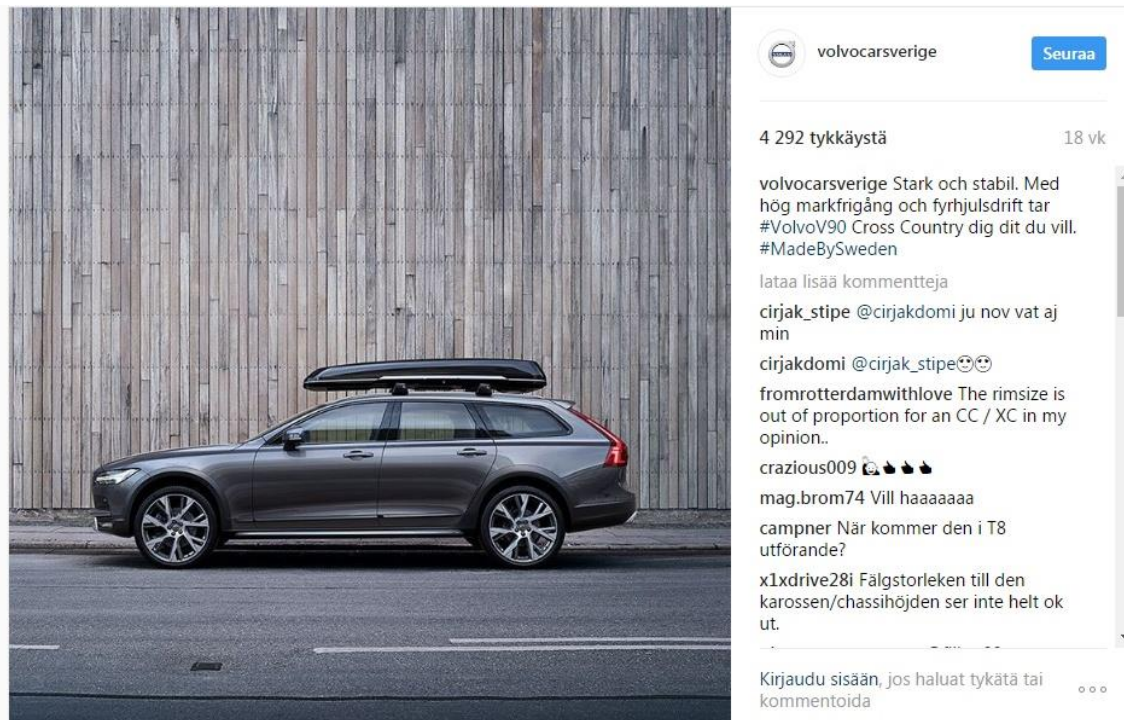 volvocarsverige
Seuraa
4 292 tykkäystä
18 vk
volvocarsverige Stark och stabil. Med
hög markfrigång och fyrhjulsdrift tar
#VolvoV90 Cross Country dig dit du vill.
#MadeBySweden
lataa lisää kommentteja
cirjak_stipe @cirjakdomi ju nov vat aj
min
cirjakdomi @cirjak_stipe🙄🙄
fromrotterdamwithlove The rimsize is
out of proportion for an CC / XC in my
opinion..
crazious009
mag.brom74 Vill haaaaaaa
campner När kommer den i T8
utförande?
x1xdrive28i Fälgstorleken till den
karossen/chassihöjden ser inte helt ok
ut.
Kirjaudu sisään, jos haluat tykätä tai
kommentoida